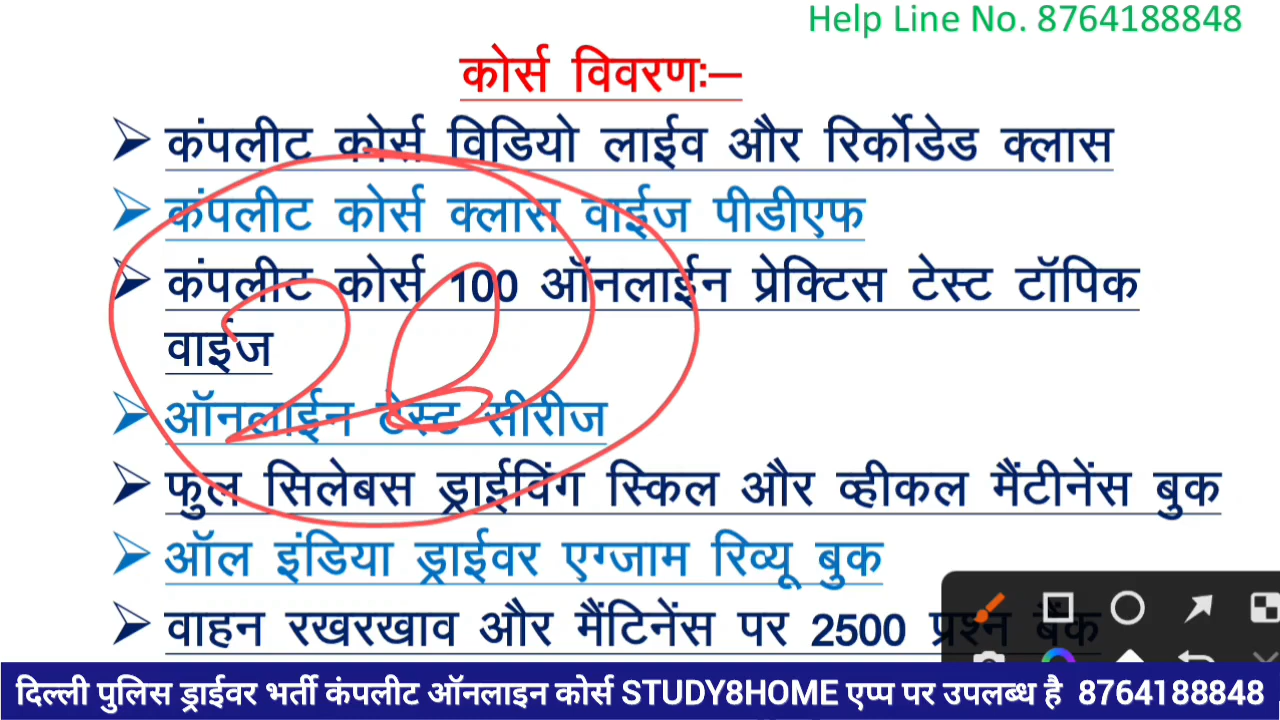 Help Line No. 8764188848
कोर्स विवरणः–
कंपलीट कोर्स विडियो लाईव और रिर्कोडेड क्लास
कंपलीट कोर्स क्लास वाईज पीडीएफ
कंपलीट कोर्स 100 ऑनलाईन प्रेक्टिस टेस्ट टॉपिक
वाईज
20
ऑनलाईन टेस्ट सीरीज
फुल सिलेबस ड्राईविंग स्किल और व्हीकल मैंटीनेंस बुक
ऑल इंडिया ड्राईवर एग्जाम रिव्यू बुक
वाहन रखरखाव और मैंटिनेंस पर 2500 प्रश्न बैंक
दिल्ली पुलिस ड्राईवर भर्ती कंपलीट ऑनलाइन कोर्स STUDY8HOME एप्प पर उपलब्ध है 8764188848